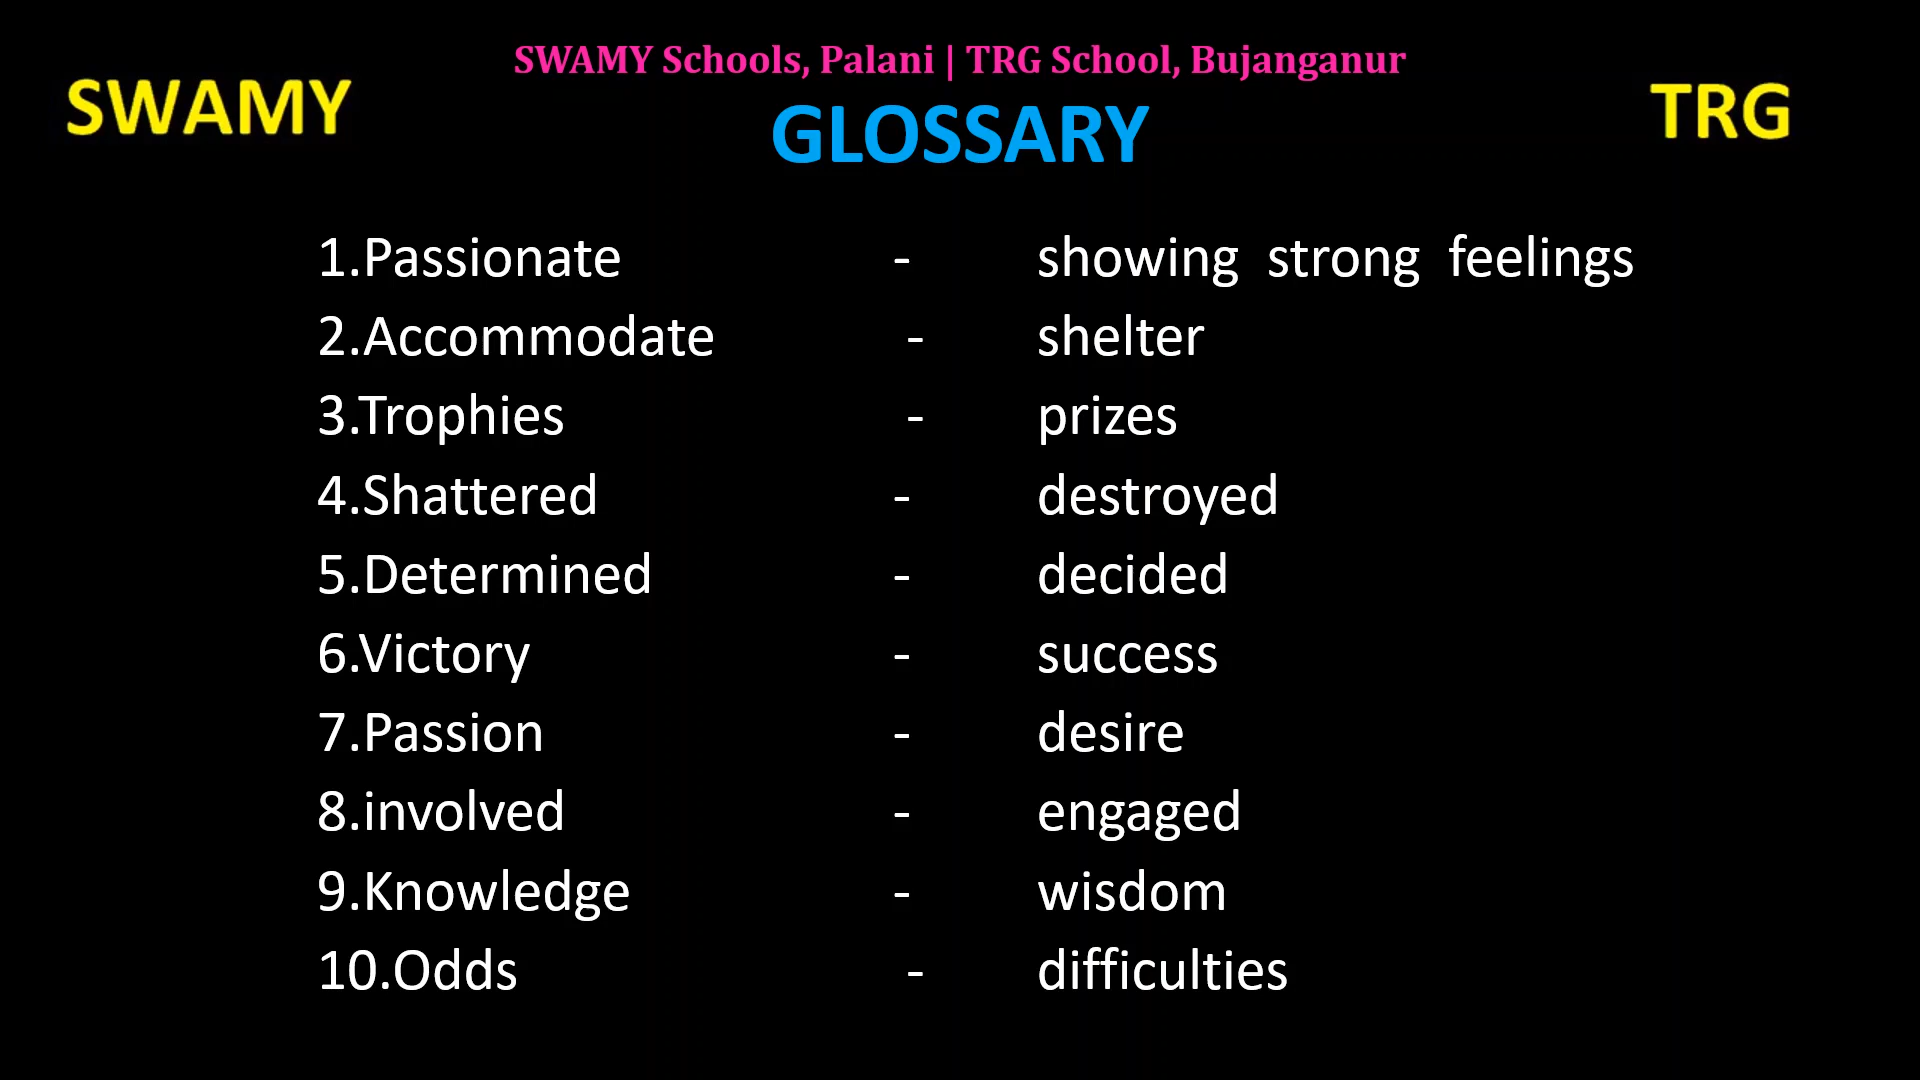 SWAMY Schools, Palani | TRG School, Bujanganur
SWAMY
TRG
GLOSSARY
1.Passionate - showing strong feelings
2.Accommodate - shelter
3.Trophies - prizes
4.Shattered - destroyed
5.Determined - decided
6.Victory - success
7.Passion - desire
8.involved - engaged
9.Knowledge - wisdom
10.Odds - difficulties